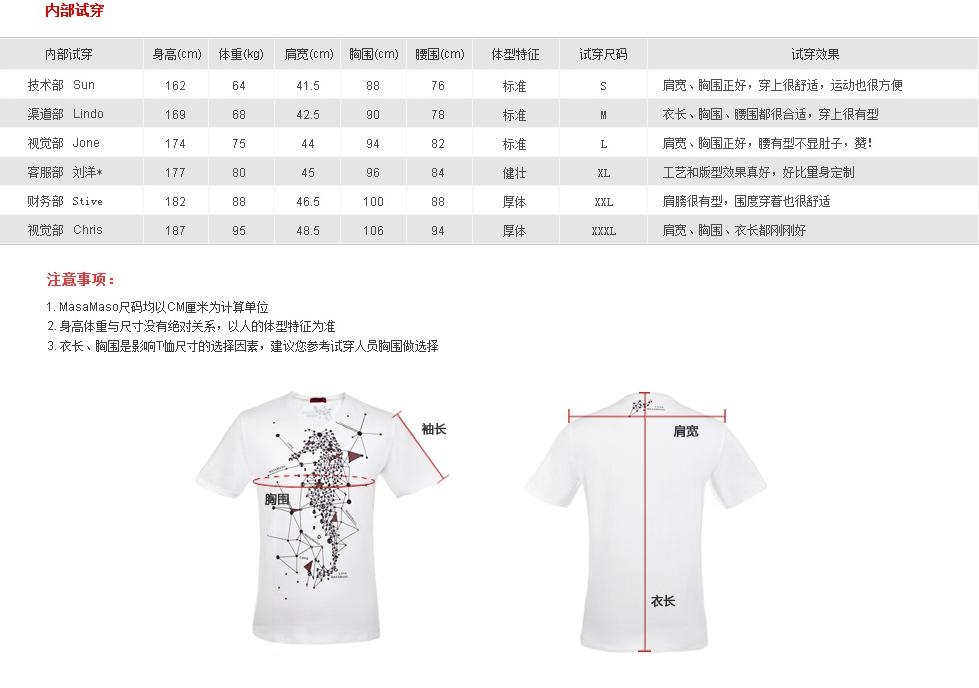 内部试穿
内部试穿 身高(cm) 体重(kg) 肩宽(cm) 胸围(cm) 腰围(cm) 体型特征 试穿尺码 试穿效果
技术部 Sun 162 64 41.5 88 76 标准 S 肩宽、胸围正好，穿上很舒适，运动也很方便
渠道部 Lindo 169 68 42.5 90 78 标准 M 衣长、胸围、腰围都很合适，穿上很有型
视觉部 Jone 174 75 44 94 82 标准 L 肩宽、胸围正好，腰有型不显肚子，赞！
客服部 刘洋* 177 80 45 96 84 健壮 XL 工艺和版型效果真好，好比量身定制
财务部 Stive 182 88 46.5 100 88 厚体 XXL 肩膀很有型，围度穿着也很舒适
视觉部 Chris 187 95 48.5 106 94 厚体 XXXL 肩宽、胸围、衣长都刚刚好
注意事项：
1. MasaMaso尺码均以CM厘米为计算单位
2. 身高体重与尺寸没有绝对关系，以人的体型特征为准
3. 衣长、胸围是影响T恤尺寸的选择因素，建议您参考试穿人员胸围做选择
袖长
肩宽
胸围
衣长